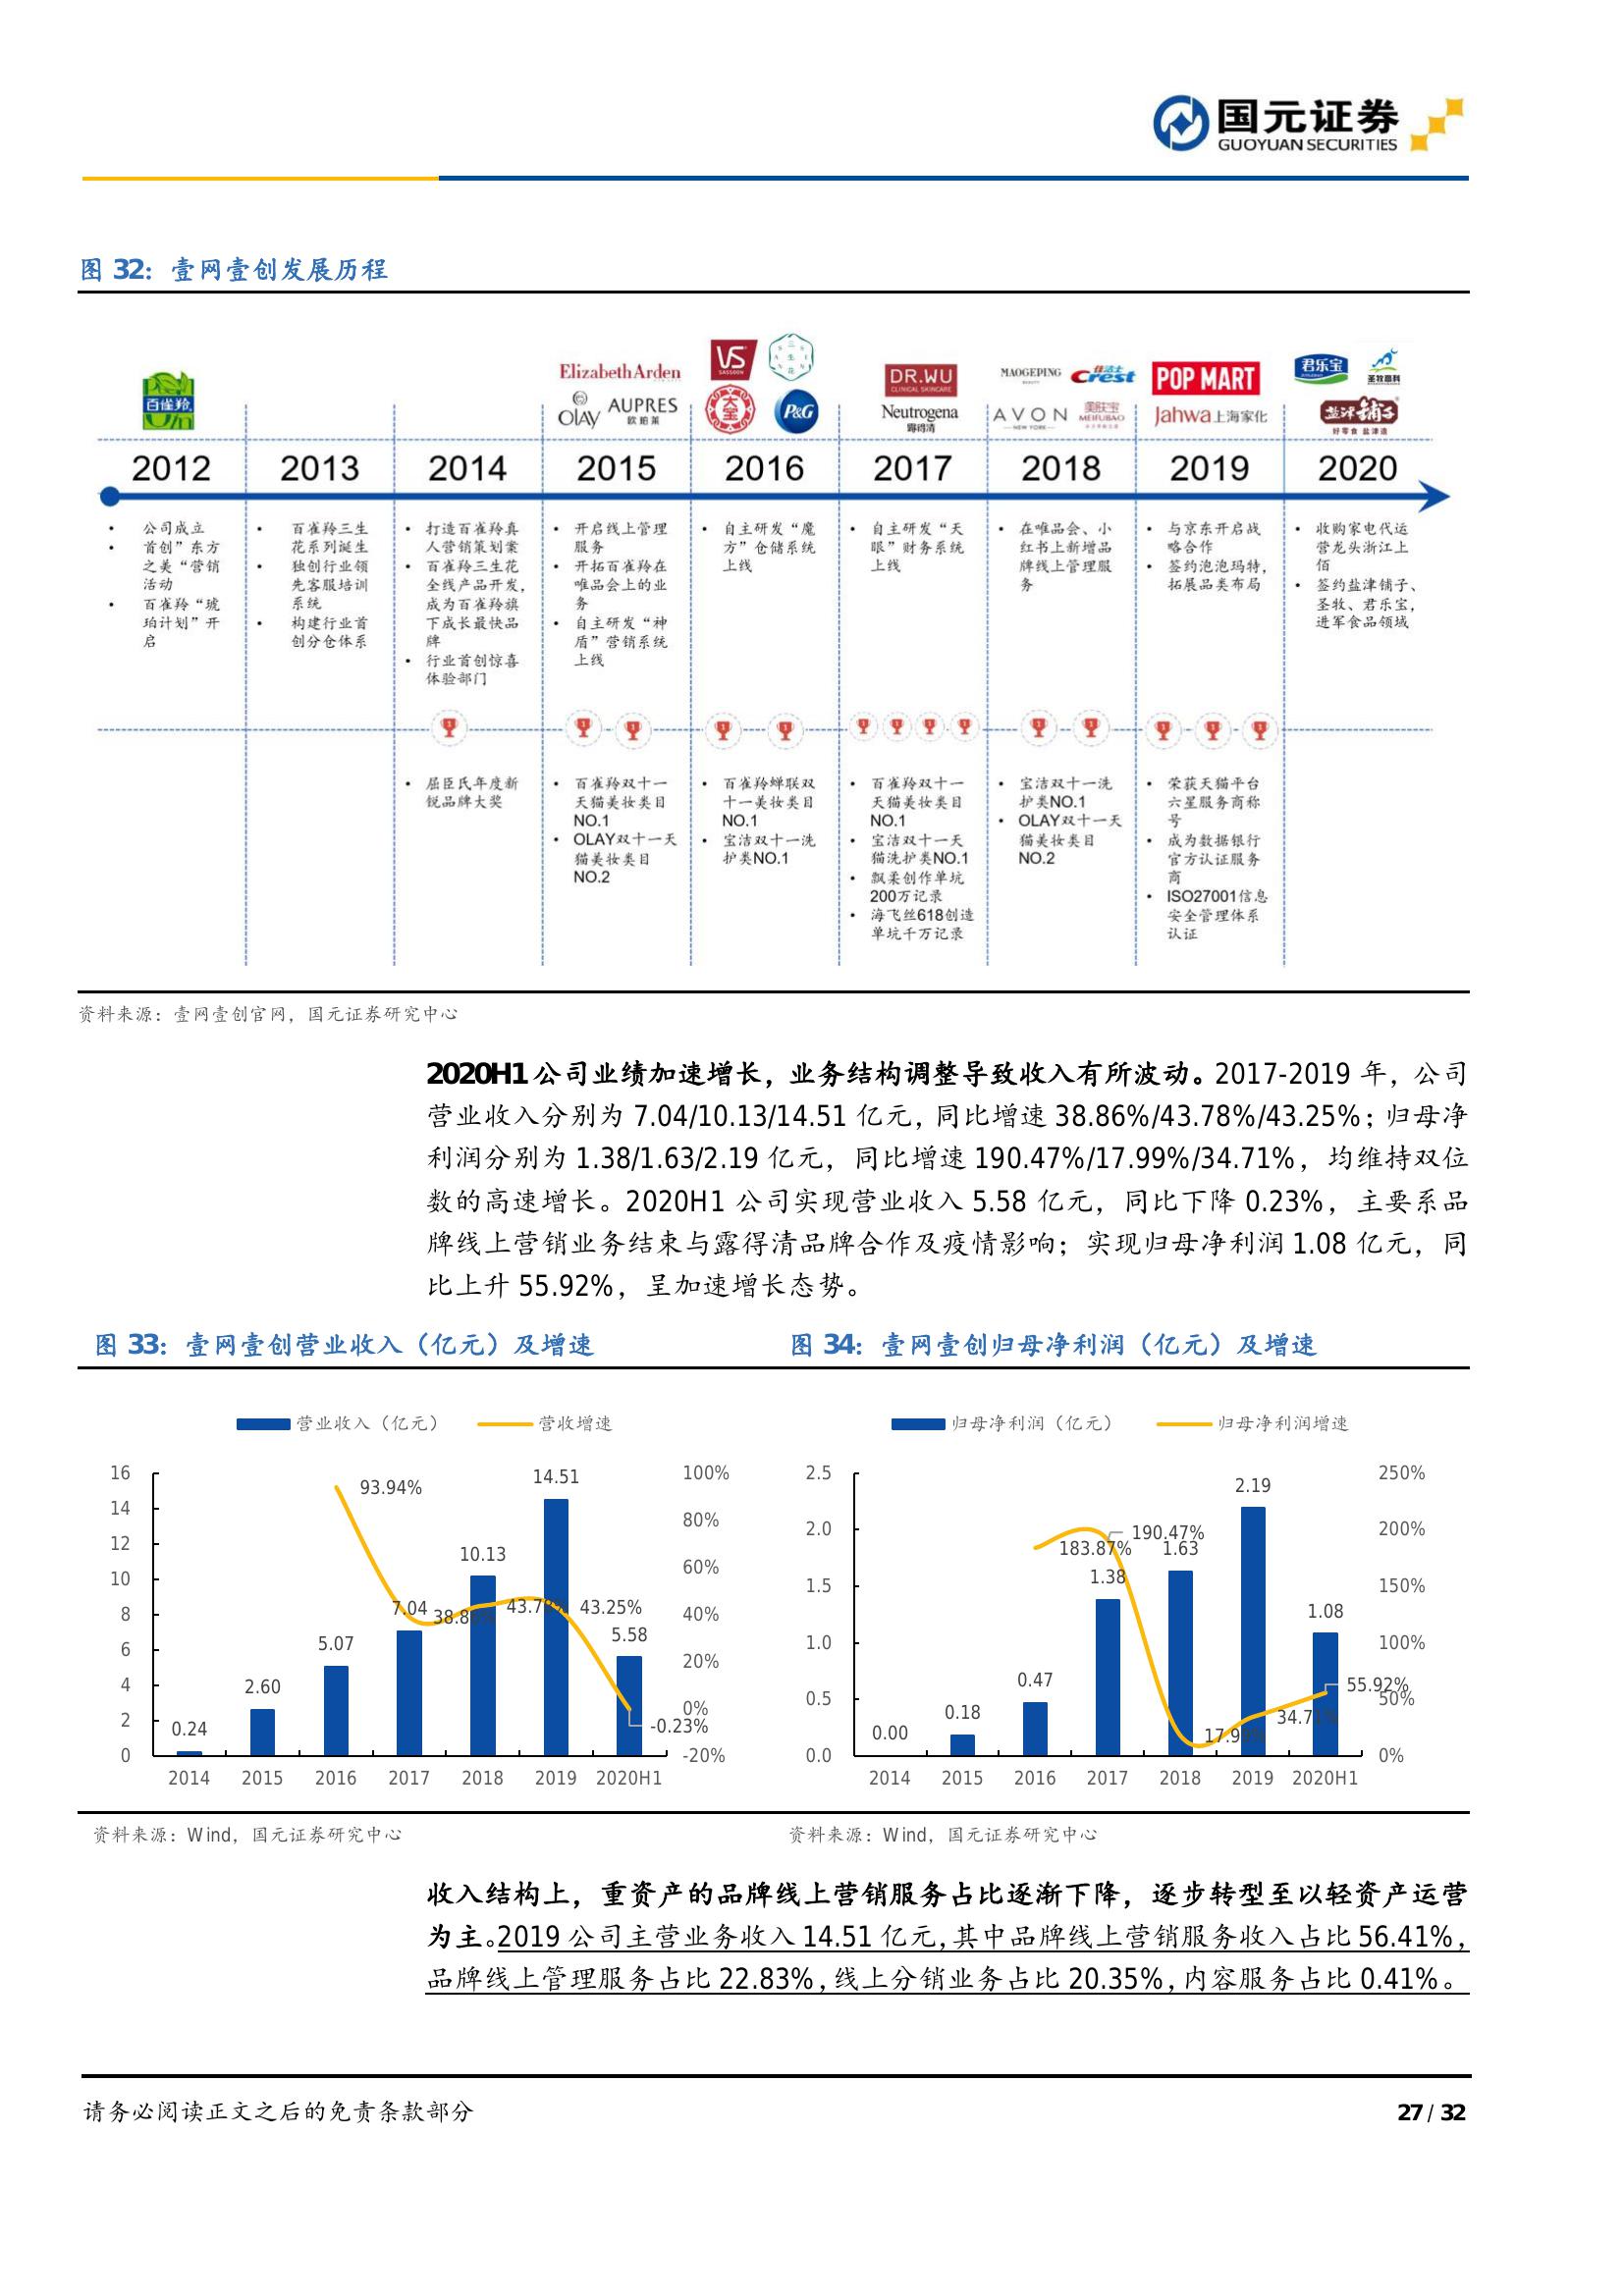 国元证券
GUOYUAN SECURITIES
图 32：壹网壹创发展历程
百雀羚
ElizabethArden
OLAY
AUPRES
欧珀莱
VS
SASSOON
三生花
P&G
DR.WU
CLINICAL SKINCARE
Neutrogena
露得清
MAOGEPING
BEAUTY
佳洁士
Crest
AVON
NEW YORK
美肤宝
MEIFUBAO
POP MART
Jahwa上海家化
君乐宝
圣牧高科
盐津铺子
好零食 盐津造
2012
2013
2014
2015
2016
2017
2018
2019
2020
• 公司成立
• 首创”东方
之美“营销
活动
• 百雀羚“琥
珀计划”开
启
• 百雀羚三生
花系列诞生
• 独创行业领
先客服培训
系统
• 构建行业首
创分仓体系
• 打造百雀羚真
人营销策划案
• 百雀羚三生花
全线产品开发，
成为百雀羚旗
下成长最快品
牌
• 行业首创惊喜
体验部门
• 开启线上管理
服务
• 开拓百雀羚在
唯品会上的业
务
• 自主研发“神
盾”营销系统
上线
• 自主研发“魔
方”仓储系统
上线
• 自主研发“天
眼”财务系统
上线
• 在唯品会、小
红书上新增品
牌线上管理服
务
• 与京东开启战
略合作
• 签约泡泡玛特，
拓展品类布局
• 收购家电代运
营龙头浙江上
佰
• 签约盐津铺子、
圣牧、君乐宝，
进军食品领域
• 屈臣氏年度新
锐品牌大奖
• 百雀羚双十一
天猫美妆类目
NO.1
• OLAY双十一天
猫美妆类目
NO.2
• 百雀羚蝉联双
十一美妆类目
NO.1
• 宝洁双十一洗
护类NO.1
• 百雀羚双十一
天猫美妆类目
NO.1
• 宝洁双十一天
猫洗护类NO.1
• 飘柔创作单坑
200万记录
• 海飞丝618创造
单坑千万记录
• 宝洁双十一洗
护类NO.1
• OLAY双十一天
猫美妆类目
NO.2
• 荣获天猫平台
六星服务商称
号
• 成为数据银行
官方认证服务
商
• ISO27001信息
安全管理体系
认证
资料来源：壹网壹创官网，国元证券研究中心
2020H1 公司业绩加速增长，业务结构调整导致收入有所波动。2017-2019 年，公司
营业收入分别为 7.04/10.13/14.51 亿元，同比增速 38.86%/43.78%/43.25%；归母净
利润分别为 1.38/1.63/2.19 亿元，同比增速 190.47%/17.99%/34.71%，均维持双位
数的高速增长。2020H1 公司实现营业收入 5.58 亿元，同比下降 0.23%，主要系品
牌线上营销业务结束与露得清品牌合作及疫情影响；实现归母净利润 1.08 亿元，同
比上升 55.92%，呈加速增长态势。
图 33：壹网壹创营业收入（亿元）及增速
营业收入（亿元） 营收增速
16
14
12
10
8
6
4
2
0
100%
80%
60%
40%
20%
0%
-20%
0.24
2.60
5.07
7.04
10.13
14.51
5.58
93.94%
38.86%
43.78%
43.25%
-0.23%
2014 2015 2016 2017 2018 2019 2020H1
图 34：壹网壹创归母净利润（亿元）及增速
归母净利润（亿元） 归母净利润增速
2.5
2.0
1.5
1.0
0.5
0.0
250%
200%
150%
100%
50%
0%
0.00
0.18
0.47
1.38
1.63
2.19
1.08
183.87%
190.47%
17.99%
34.71%
55.92%
2014 2015 2016 2017 2018 2019 2020H1
资料来源：Wind，国元证券研究中心
资料来源：Wind，国元证券研究中心
收入结构上，重资产的品牌线上营销服务占比逐渐下降，逐步转型至以轻资产运营
为主。2019 公司主营业务收入 14.51 亿元，其中品牌线上营销服务收入占比 56.41%，
品牌线上管理服务占比 22.83%，线上分销业务占比 20.35%，内容服务占比 0.41%。
请务必阅读正文之后的免责条款部分
27 / 32